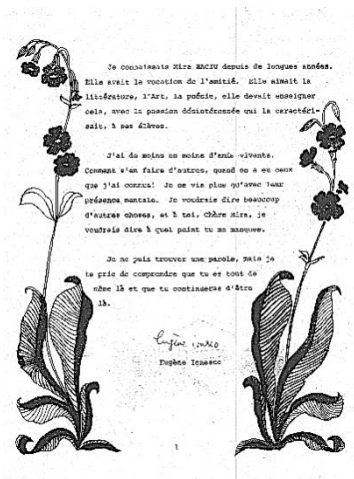 Je connaissais Mira BACIU depuis de longues années.
Elle avait la vocation de l'amitié. Elle aimait la
littérature, l'Art, la poésie, elle devait enseigner
cela, avec la passion désintéressée qui la caractéri-
sait, à ses élèves.
J'ai de moins en moins d'amis vivants.
Comment s'en faire d'autres, quand on a eu ceux
que j'ai connus! Je ne vis plus qu'avec leur
présence mentale. Je voudrais dire beaucoup
d'autres choses, et à toi, Chère Mira, je
voudrais dire à quel point tu me manques.
Je ne puis trouver une parole, mais je
te prie de comprendre que tu es tout de
même là et que tu continueras d'être
là.
Eugène Ionesco
Eugène Ionesco
1